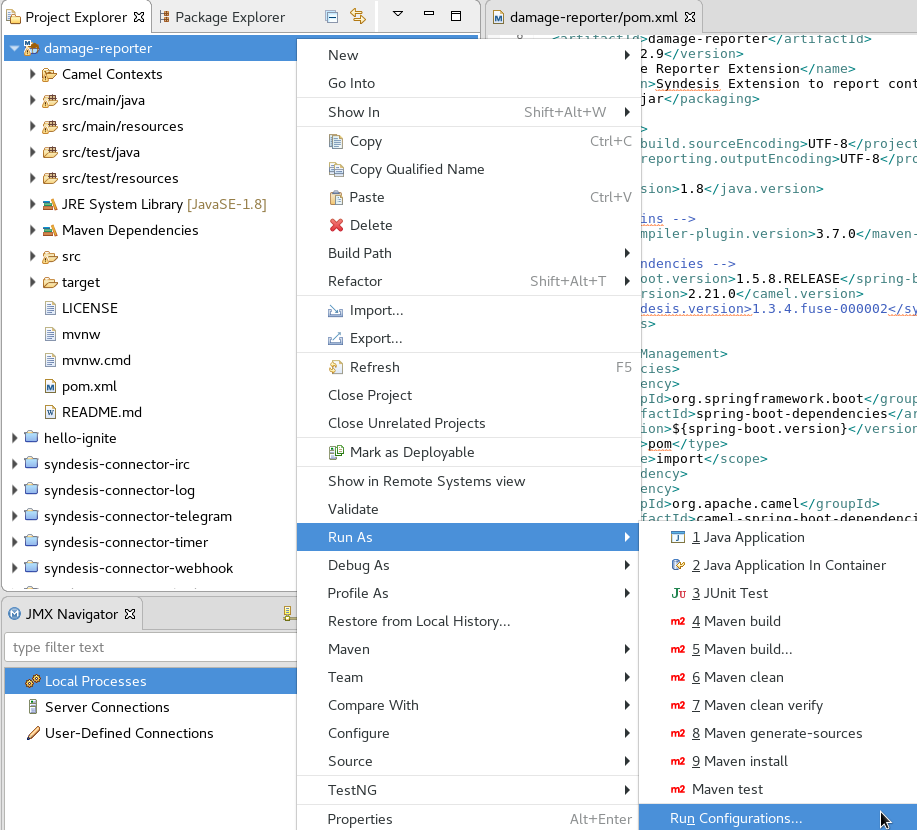 Project Explorer
Package Explorer
damage-reporter
Camel Contexts
src/main/java
src/main/resources
src/test/java
src/test/resources
JRE System Library [JavaSE-1.8]
Maven Dependencies
src
target
LICENSE
mvnw
mvnw.cmd
pom.xml
README.md
hello-ignite
syndesis-connector-irc
syndesis-connector-log
syndesis-connector-telegram
syndesis-connector-timer
syndesis-connector-webhook
JMX Navigator
type filter text
Local Processes
Server Connections
User-Defined Connections
New
Go Into
Show In Shift+Alt+W
Copy Ctrl+C
Copy Qualified Name
Paste Ctrl+V
Delete
Build Path
Refactor Shift+Alt+T
Import...
Export...
Refresh F5
Close Project
Close Unrelated Projects
Mark as Deployable
Show in Remote Systems view
Validate
Run As
Debug As
Profile As
Restore from Local History...
Maven
Team
Compare With
Configure
Source
TestNG
Properties Alt+Enter
1 Java Application
2 Java Application In Container
3 JUnit Test
4 Maven build
5 Maven build...
6 Maven clean
7 Maven clean verify
8 Maven generate-sources
9 Maven install
Maven test
Run Configurations...
damage-reporter/pom.xml
<artifactId>damage-reporter</artifactId>
2.9</version>
e Reporter Extension</name>
n>Syndesis Extension to report cont
jar</packaging>
>
build.sourceEncoding>UTF-8</project
reporting.outputEncoding>UTF-8</pro
sion>1.8</java.version>
ins -->
mpiler-plugin.version>3.7.0</maven-
ndencies -->
oot.version>1.5.8.RELEASE</spring-b
rsion>2.21.0</camel.version>
desis.version>1.3.4.fuse-000002</sy
s>
Management>
cies>
ency>
pId>org.springframework.boot</group
factId>spring-boot-dependencies</ar
ion>${spring-boot.version}</version
>pom</type>
e>import</scope>
dency>
ency>
pId>org.apache.camel</groupId>
factId>camel-spring-boot-dependenci